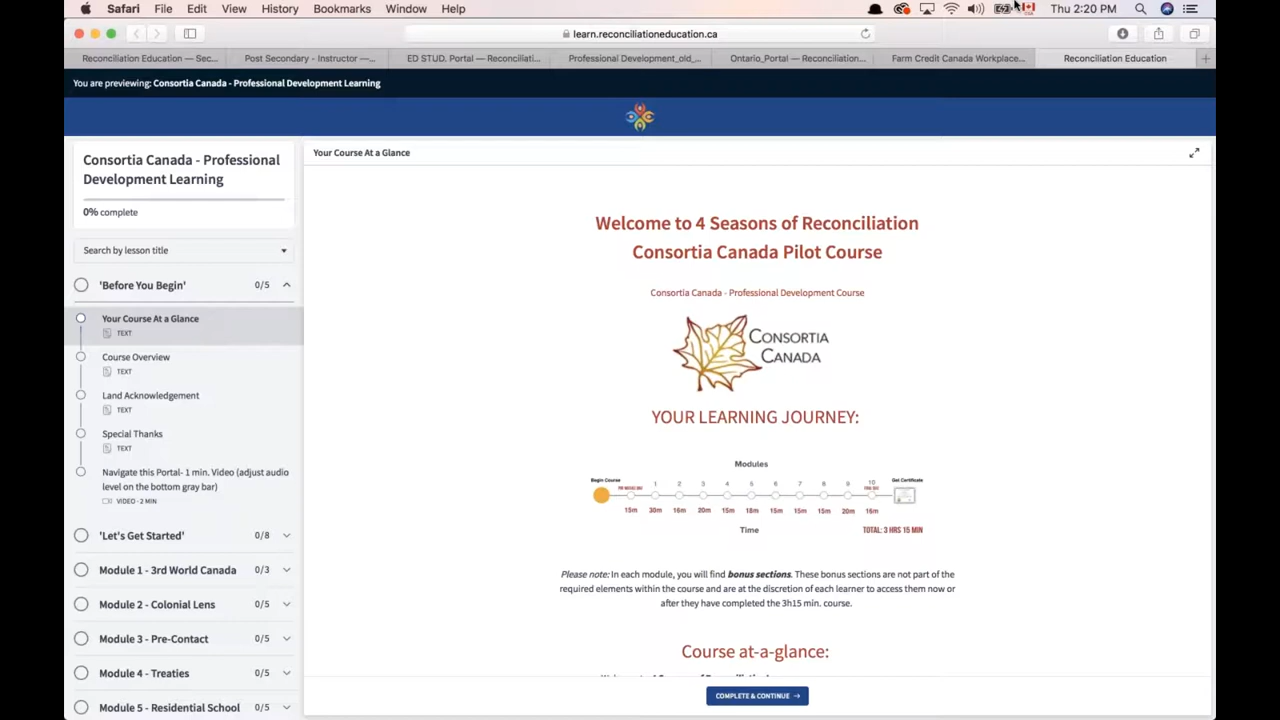 Safari File Edit View History Bookmarks Window Help Thu 2:20 PM
learn.reconciliationeducation.ca
Reconciliation Education — Sec... Post Secondary - Instructor —... ED STUD. Portal — Reconciliati... Professional Development_old_... Ontario_Portal — Reconciliation... Farm Credit Canada Workplace... Reconciliation Education
You are previewing: Consortia Canada - Professional Development Learning
Consortia Canada - Professional
Development Learning
0% complete
Search by lesson title
'Before You Begin' 0/5
Your Course At a Glance
TEXT
Course Overview
TEXT
Land Acknowledgement
TEXT
Special Thanks
TEXT
Navigate this Portal- 1 min. Video (adjust audio
level on the bottom gray bar)
VIDEO · 2 MIN
'Let's Get Started' 0/8
Module 1 - 3rd World Canada 0/3
Module 2 - Colonial Lens 0/5
Module 3 - Pre-Contact 0/5
Module 4 - Treaties 0/5
Module 5 - Residential School 0/5
Your Course At a Glance
Welcome to 4 Seasons of Reconciliation
Consortia Canada Pilot Course
Consortia Canada - Professional Development Course
CONSORTIA
CANADA
YOUR LEARNING JOURNEY:
Modules
Begin Course 1 2 3 4 5 6 7 8 9 10 Get Certificate
15m 30m 16m 20m 15m 18m 15m 15m 15m 20m 16m
Time TOTAL: 3 HRS 15 MIN
Please note: In each module, you will find bonus sections. These bonus sections are not part of the
required elements within the course and are at the discretion of each learner to access them now or
after they have completed the 3h15 min. course.
Course at-a-glance:
COMPLETE & CONTINUE →